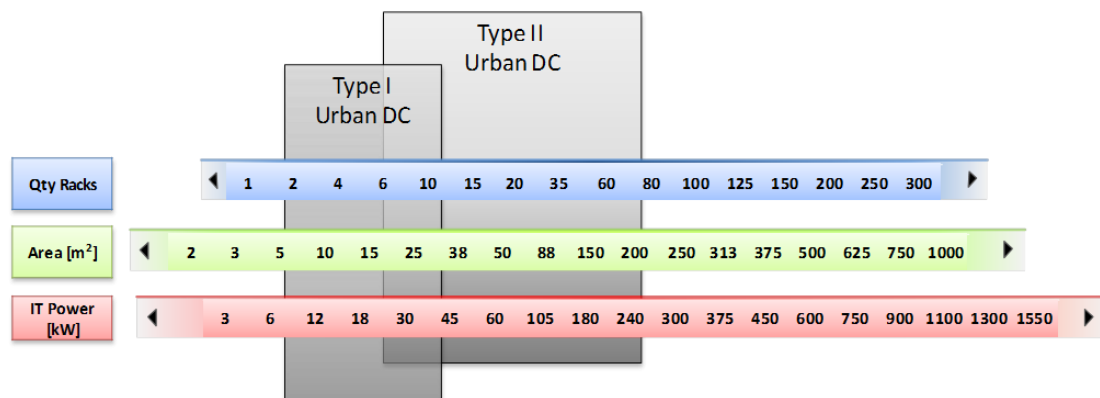 Type II
Urban DC
Type I
Urban DC
Qty Racks
1 2 4 6 10 15 20 35 60 80 100 125 150 200 250 300
Area [m²]
2 3 5 10 15 25 38 50 88 150 200 250 313 375 500 625 750 1000
IT Power
[kW]
3 6 12 18 30 45 60 105 180 240 300 375 450 600 750 900 1100 1300 1550